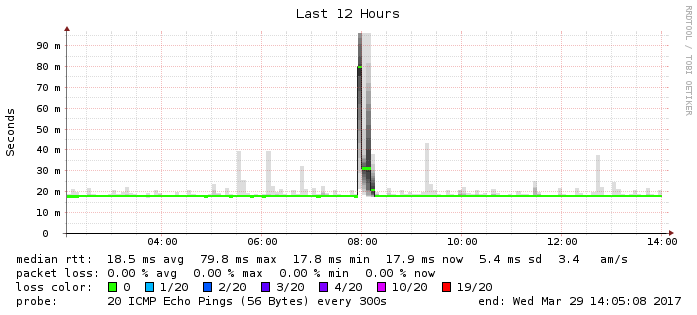 Last 12 Hours
RRDTOOL / TOBI OETIKER
Seconds
90 m
80 m
70 m
60 m
50 m
40 m
30 m
20 m
10 m
0
04:00 06:00 08:00 10:00 12:00 14:00
median rtt: 18.5 ms avg 79.8 ms max 17.8 ms min 17.9 ms now 5.4 ms sd 3.4 am/s
packet loss: 0.00 % avg 0.00 % max 0.00 % min 0.00 % now
loss color: 0 1/20 2/20 3/20 4/20 10/20 19/20
probe: 20 ICMP Echo Pings (56 Bytes) every 300s end: Wed Mar 29 14:05:08 2017